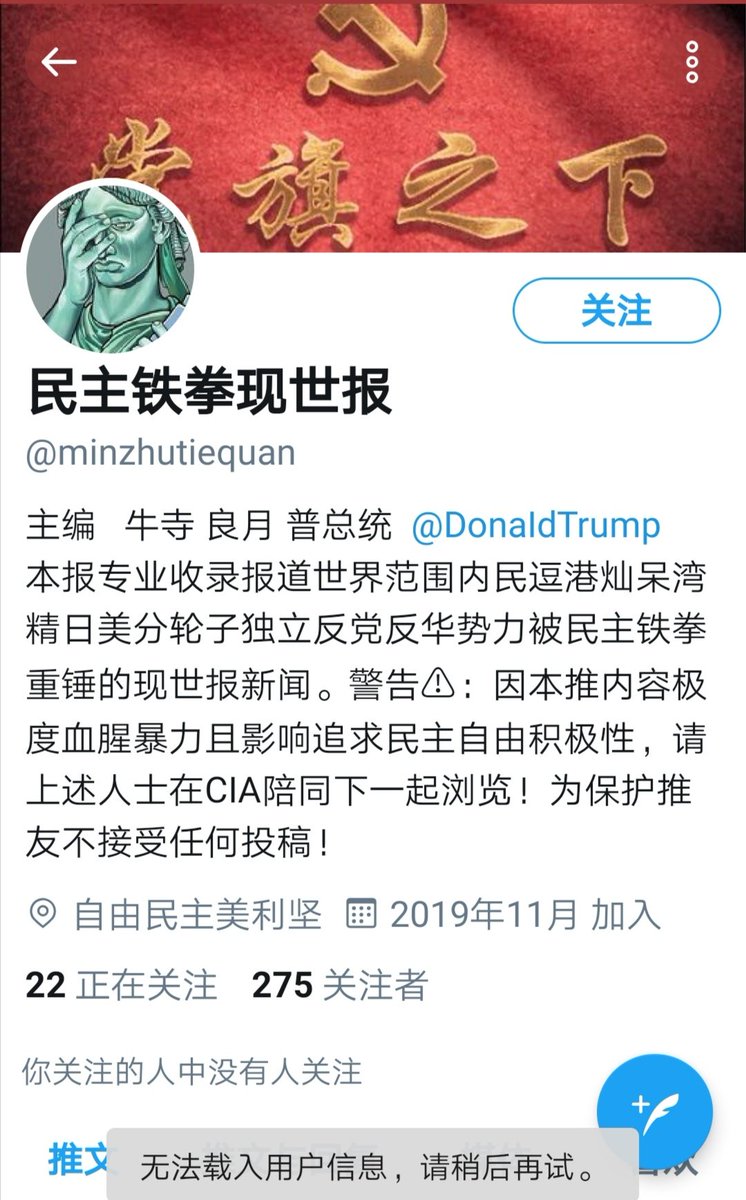 党旗之下
关注
民主铁拳现世报
@minzhutiequan
主编 牛寺 良月 普总统 @DonaldTrump
本报专业收录报道世界范围内民逗港灿呆湾
精日美分轮子独立反党反华势力被民主铁拳
重锤的现世报新闻。警告⚠：因本推内容极
度血腥暴力且影响追求民主自由积极性，请
上述人士在CIA陪同下一起浏览！为保护推
友不接受任何投稿！
自由民主美利坚 2019年11月 加入
22 正在关注 275 关注者
你关注的人中没有人关注
推文
无法载入用户信息，请稍后再试。